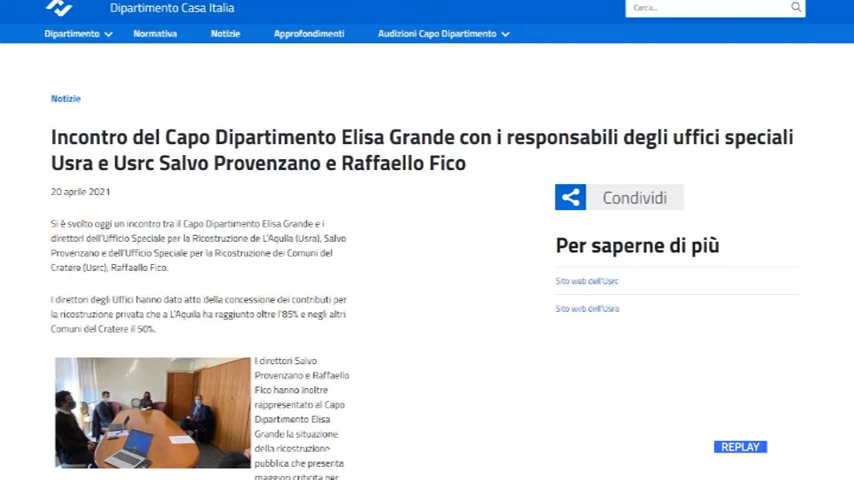 Dipartimento Casa Italia
Cerca...
Dipartimento
Normativa
Notizie
Approfondimenti
Audizioni Capo Dipartimento
Notizie
Incontro del Capo Dipartimento Elisa Grande con i responsabili degli uffici speciali
Usra e Usrc Salvo Provenzano e Raffaello Fico
20 aprile 2021
Condividi
Si è svolto oggi un incontro tra il Capo Dipartimento Elisa Grande e i
direttori dell'Ufficio Speciale per la Ricostruzione de L'Aquila (Usra), Salvo
Provenzano e dell'Ufficio Speciale per la Ricostruzione dei Comuni del
Cratere (Usrc), Raffaello Fico.
Per saperne di più
Sito web dell'Usrc
Sito web dell'Usra
I direttori degli Uffici hanno dato atto della concessione dei contributi per
la ricostruzione privata che a L'Aquila ha raggiunto oltre l'85% e negli altri
Comuni del Cratere il 50%.
I direttori Salvo
Provenzano e Raffaello
Fico hanno inoltre
rappresentato al Capo
Dipartimento Elisa
Grande la situazione
della ricostruzione
pubblica che presenta
maggiori criticità per
REPLAY